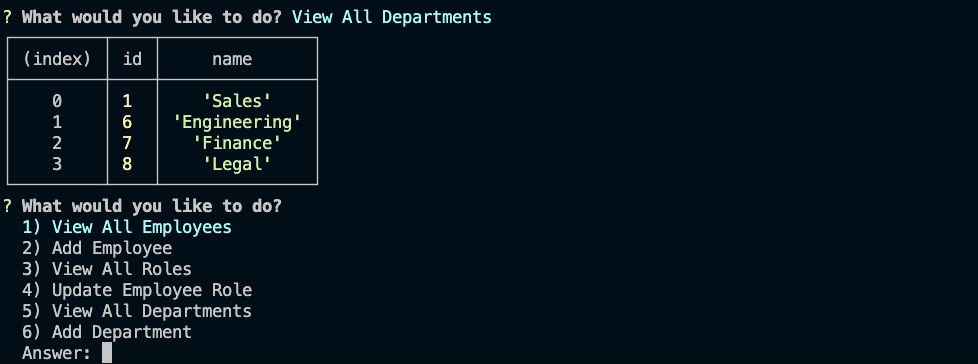 ? What would you like to do? View All Departments
(index) id name
0 1 'Sales'
1 6 'Engineering'
2 7 'Finance'
3 8 'Legal'
? What would you like to do?
1) View All Employees
2) Add Employee
3) View All Roles
4) Update Employee Role
5) View All Departments
6) Add Department
Answer: